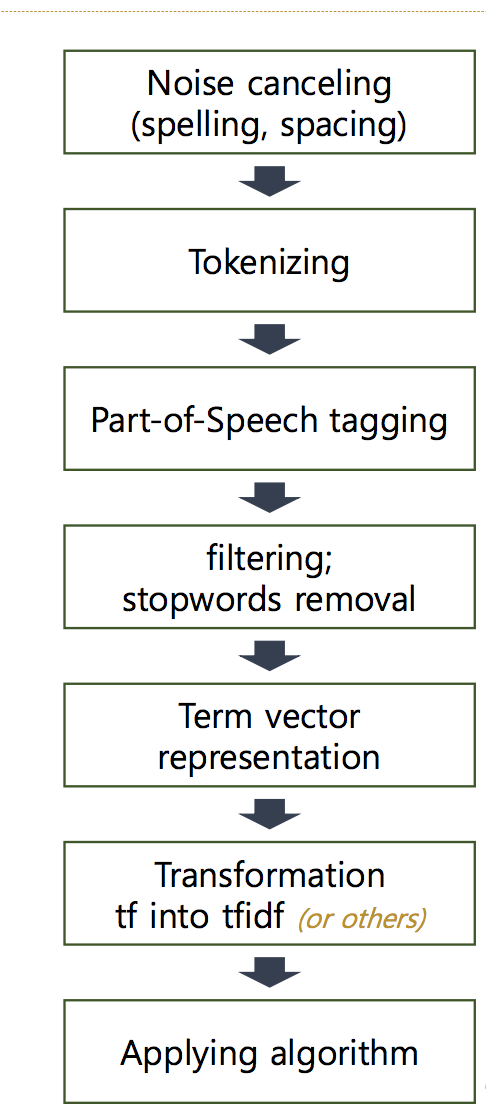 Noise canceling
(spelling, spacing)
Tokenizing
Part-of-Speech tagging
filtering;
stopwords removal
Term vector
representation
Transformation
tf into tfidf (or others)
Applying algorithm